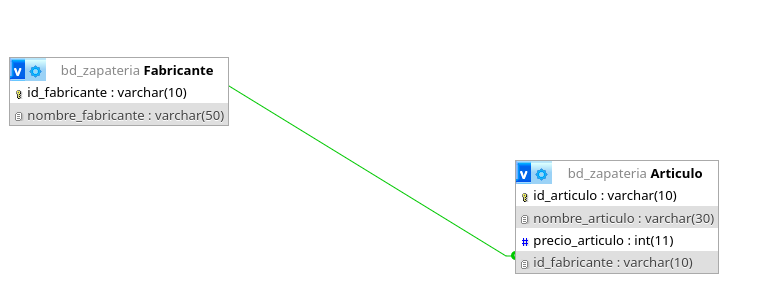 v bd_zapateria Fabricante
id_fabricante : varchar(10)
nombre_fabricante : varchar(50)
v bd_zapateria Articulo
id_articulo : varchar(10)
nombre_articulo : varchar(30)
# precio_articulo : int(11)
id_fabricante : varchar(10)